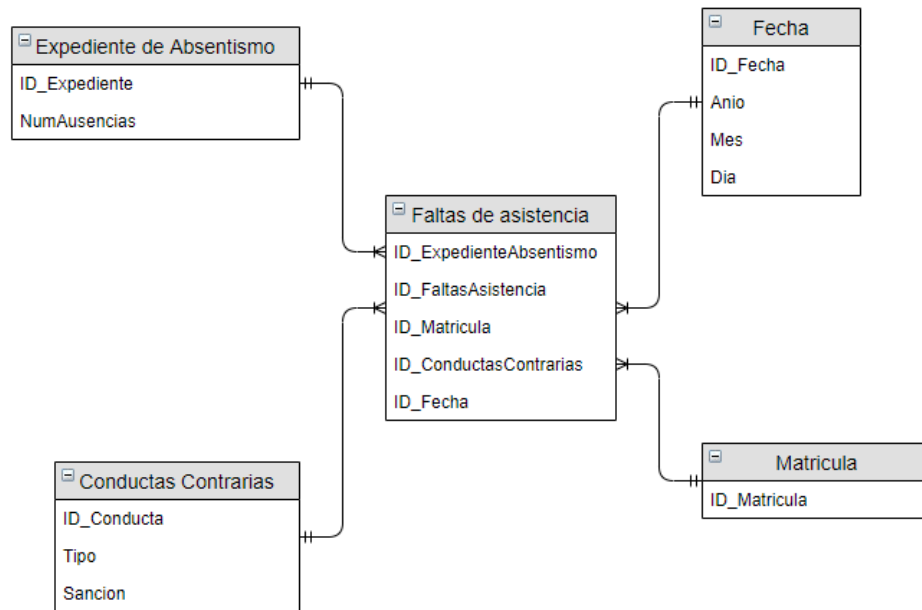 Expediente de Absentismo
ID_Expediente
NumAusencias
Fecha
ID_Fecha
Anio
Mes
Dia
Faltas de asistencia
ID_ExpedienteAbsentismo
ID_FaltasAsistencia
ID_Matricula
ID_ConductasContrarias
ID_Fecha
Conductas Contrarias
ID_Conducta
Tipo
Sancion
Matricula
ID_Matricula